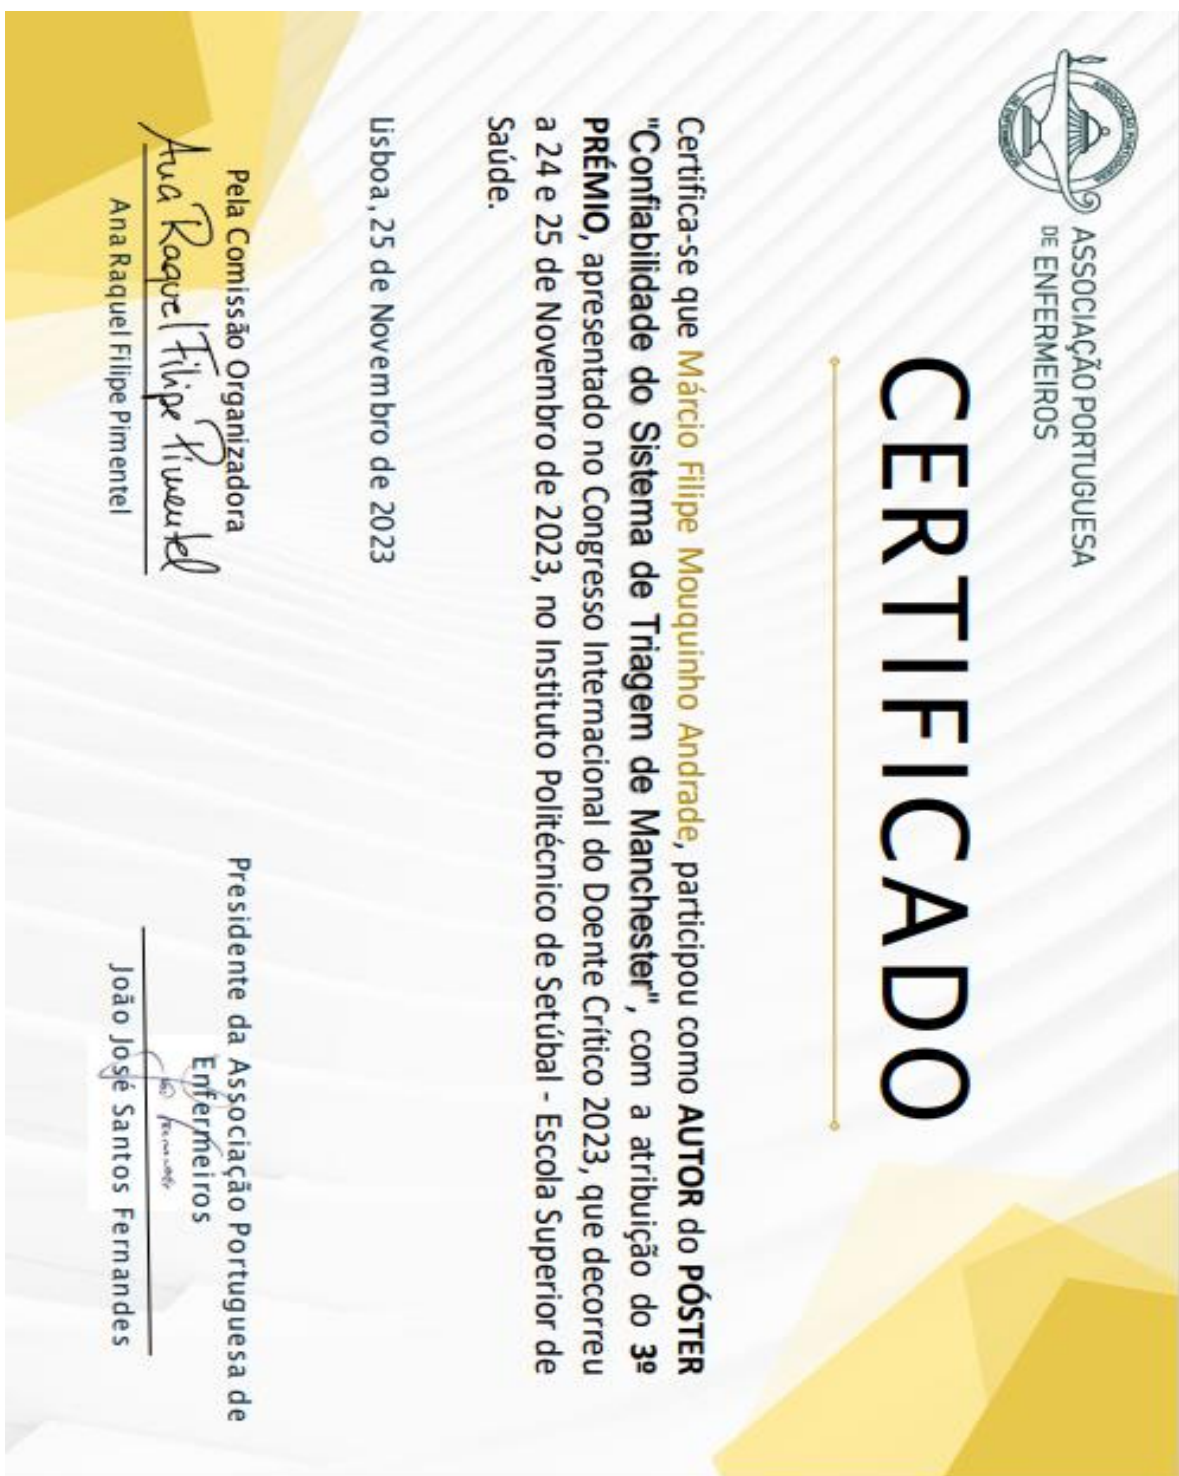 ASSOCIAÇÃO PORTUGUESA
DE ENFERMEIROS
CERTIFICADO
Certifica-se que Márcio Filipe Mouquinho Andrade, participou como AUTOR do PÓSTER
"Confiabilidade do Sistema de Triagem de Manchester", com a atribuição do 3º
PRÉMIO, apresentado no Congresso Internacional do Doente Crítico 2023, que decorreu
a 24 e 25 de Novembro de 2023, no Instituto Politécnico de Setúbal - Escola Superior de
Saúde.
Lisboa, 25 de Novembro de 2023
Pela Comissão Organizadora
Ana Raquel Filipe Pimentel
Ana Raquel Filipe Pimentel
Presidente da Associação Portuguesa de
Enfermeiros
João José Santos Fernandes